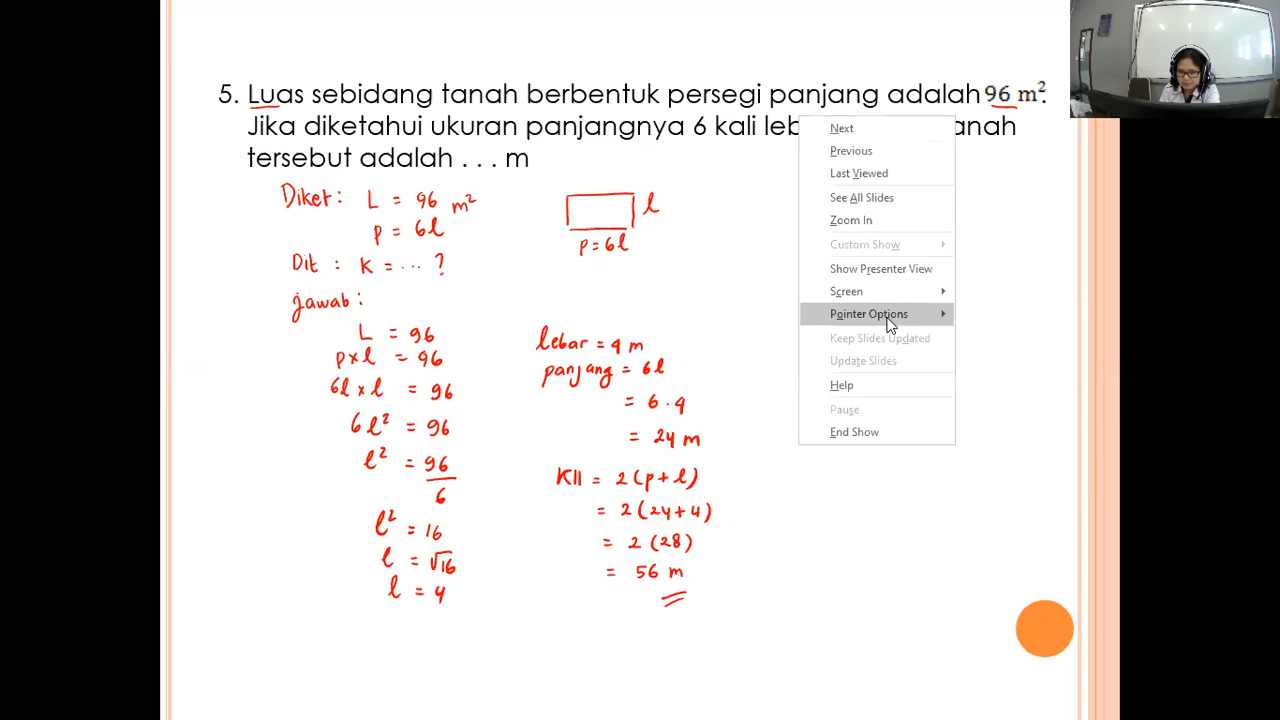 5. Luas sebidang tanah berbentuk persegi panjang adalah 96 m².
Jika diketahui ukuran panjangnya 6 kali
tersebut adalah . . . m
Diket : L = 96 m²
p = 6l
Dit : K = ... ?
jawab :
L = 96
p x l = 96
6l x l = 96
6l² = 96
l² = 96
6
l² = 16
l = √16
l = 4
l
p = 6l
lebar = 4 m
panjang = 6l
= 6 . 4
= 24 m
Kll = 2 (p + l)
= 2 (24 + 4)
= 2 (28)
= 56 m
Next
Previous
Last Viewed
See All Slides
Zoom In
Custom Show
Show Presenter View
Screen
Pointer Options
Keep Slides Updated
Update Slides
Help
Pause
End Show